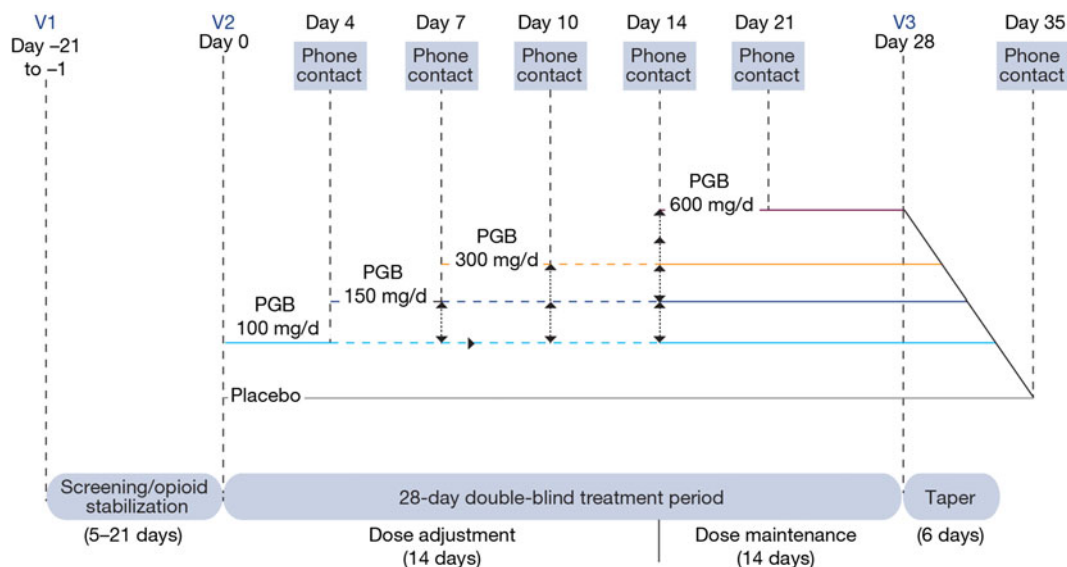 V1
Day –21
to –1
V2
Day 0
Day 4
Phone
contact
Day 7
Phone
contact
Day 10
Phone
contact
Day 14
Phone
contact
Day 21
Phone
contact
V3
Day 28
Day 35
Phone
contact
PGB
600 mg/d
PGB
300 mg/d
PGB
150 mg/d
PGB
100 mg/d
Placebo
Screening/opioid
stabilization
28-day double-blind treatment period
Taper
(5–21 days)
Dose adjustment
(14 days)
Dose maintenance
(14 days)
(6 days)